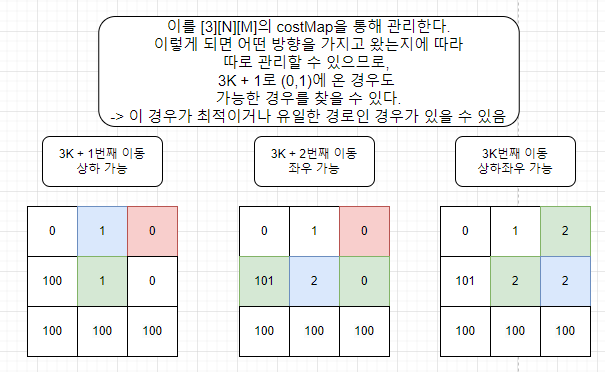 이를 [3][N][M]의 costMap을 통해 관리한다.
이렇게 되면 어떤 방향을 가지고 왔는지에 따라
따로 관리할 수 있으므로,
3K + 1로 (0,1)에 온 경우도
가능한 경우를 찾을 수 있다.
-> 이 경우가 최적이거나 유일한 경로인 경우가 있을 수 있음
3K + 1번째 이동
상하 가능
3K + 2번째 이동
좌우 가능
3K번째 이동
상하좌우 가능
0 1 0
100 1 0
100 100 100
0 1 0
101 2 0
100 100 100
0 1 2
101 2 2
100 100 100